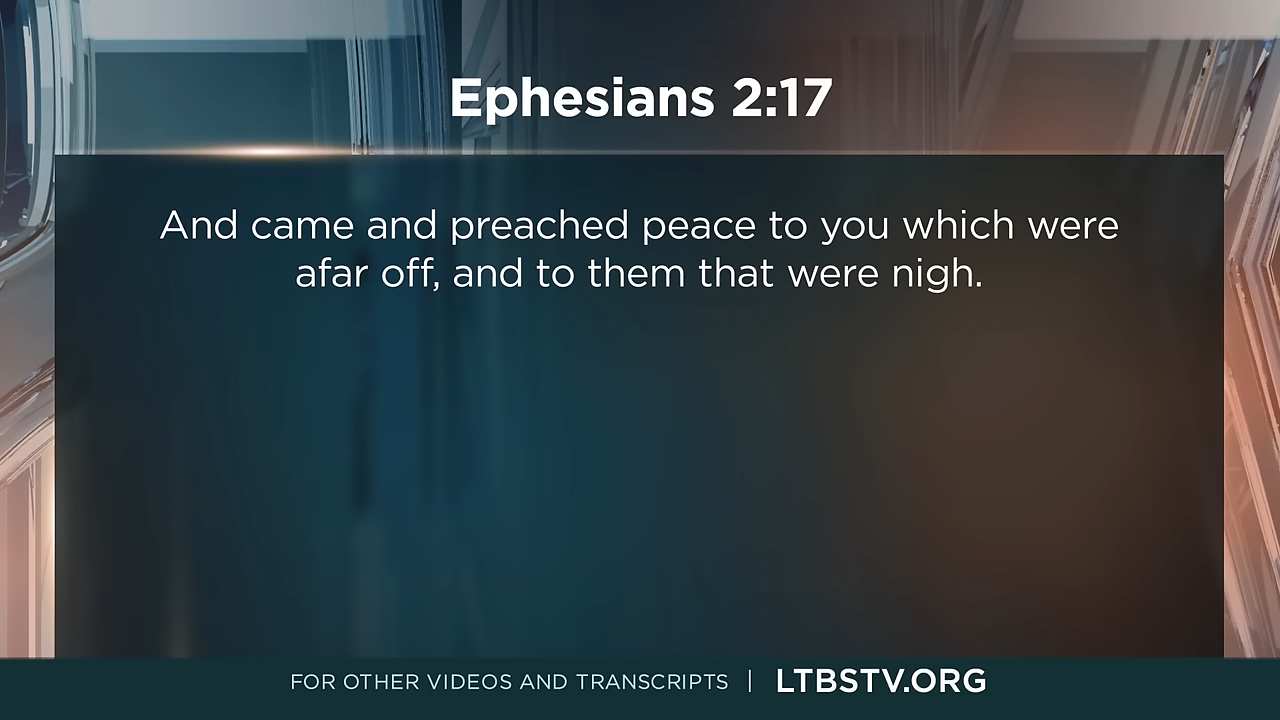 Ephesians 2:17
And came and preached peace to you which were
afar off, and to them that were nigh.
FOR OTHER VIDEOS AND TRANSCRIPTS | LTBSTV.ORG